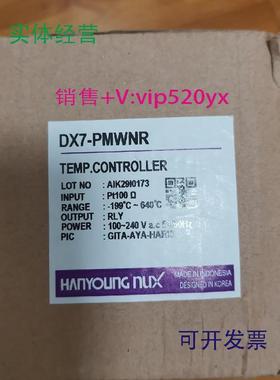 实体经营
销售+V:vip520yx
DX7-PMWNR
TEMP.CONTROLLER
LOT NO : AIK29I0173
INPUT : Pt100 Ω
RANGE : -199℃ ~ 640℃
OUTPUT : RLY
POWER : 100~240 V a.c
PIC : GITA-AYA-
HANYOUNG NUX
MADE IN INDONESIA
DESIGNED IN KOREA
可开发票